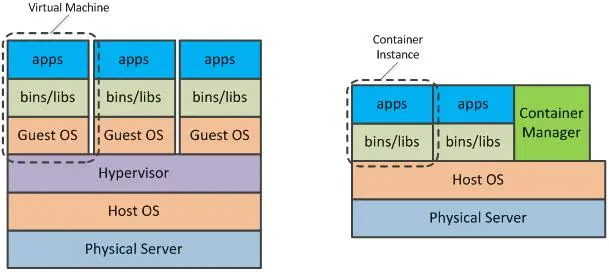 Virtual Machine
apps
apps
apps
bins/libs
bins/libs
bins/libs
Guest OS
Guest OS
Guest OS
Hypervisor
Host OS
Physical Server
Container
Instance
apps
apps
bins/libs
bins/libs
Container
Manager
Host OS
Physical Server